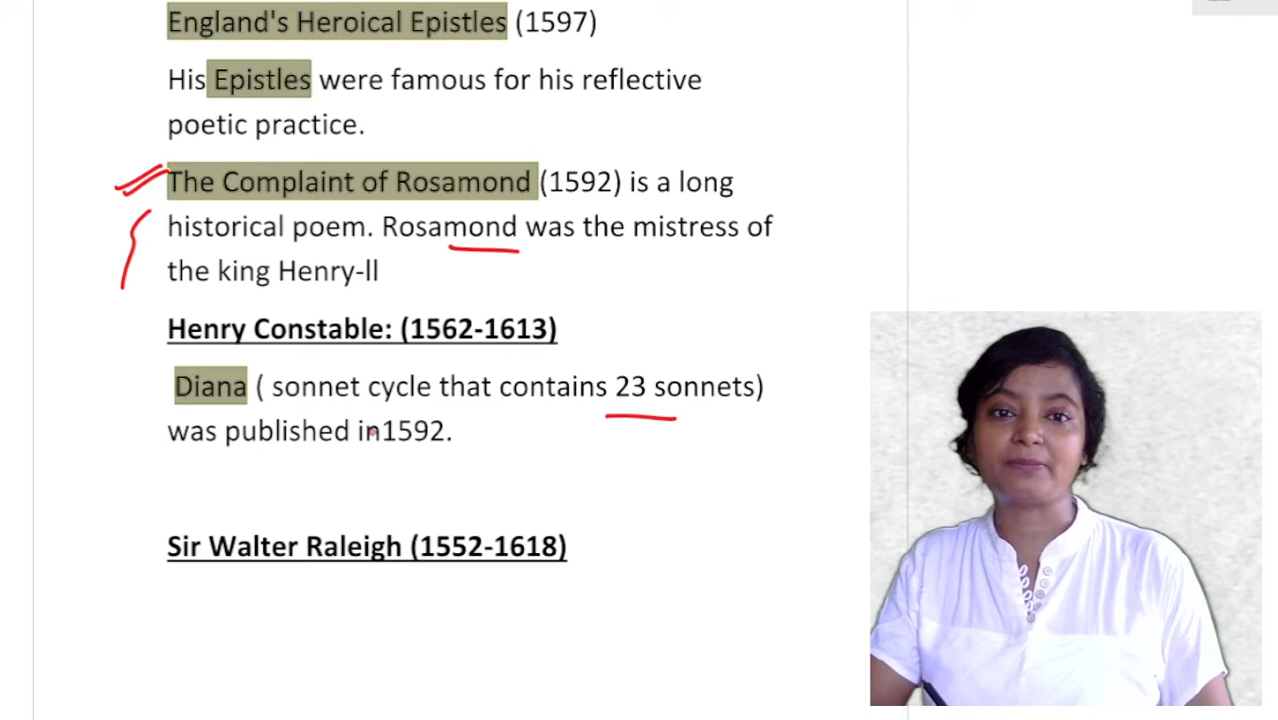 England's Heroical Epistles (1597)
His Epistles were famous for his reflective
poetic practice.
The Complaint of Rosamond (1592) is a long
historical poem. Rosamond was the mistress of
the king Henry-ll
Henry Constable: (1562-1613)
Diana ( sonnet cycle that contains 23 sonnets)
was published in1592.
Sir Walter Raleigh (1552-1618)